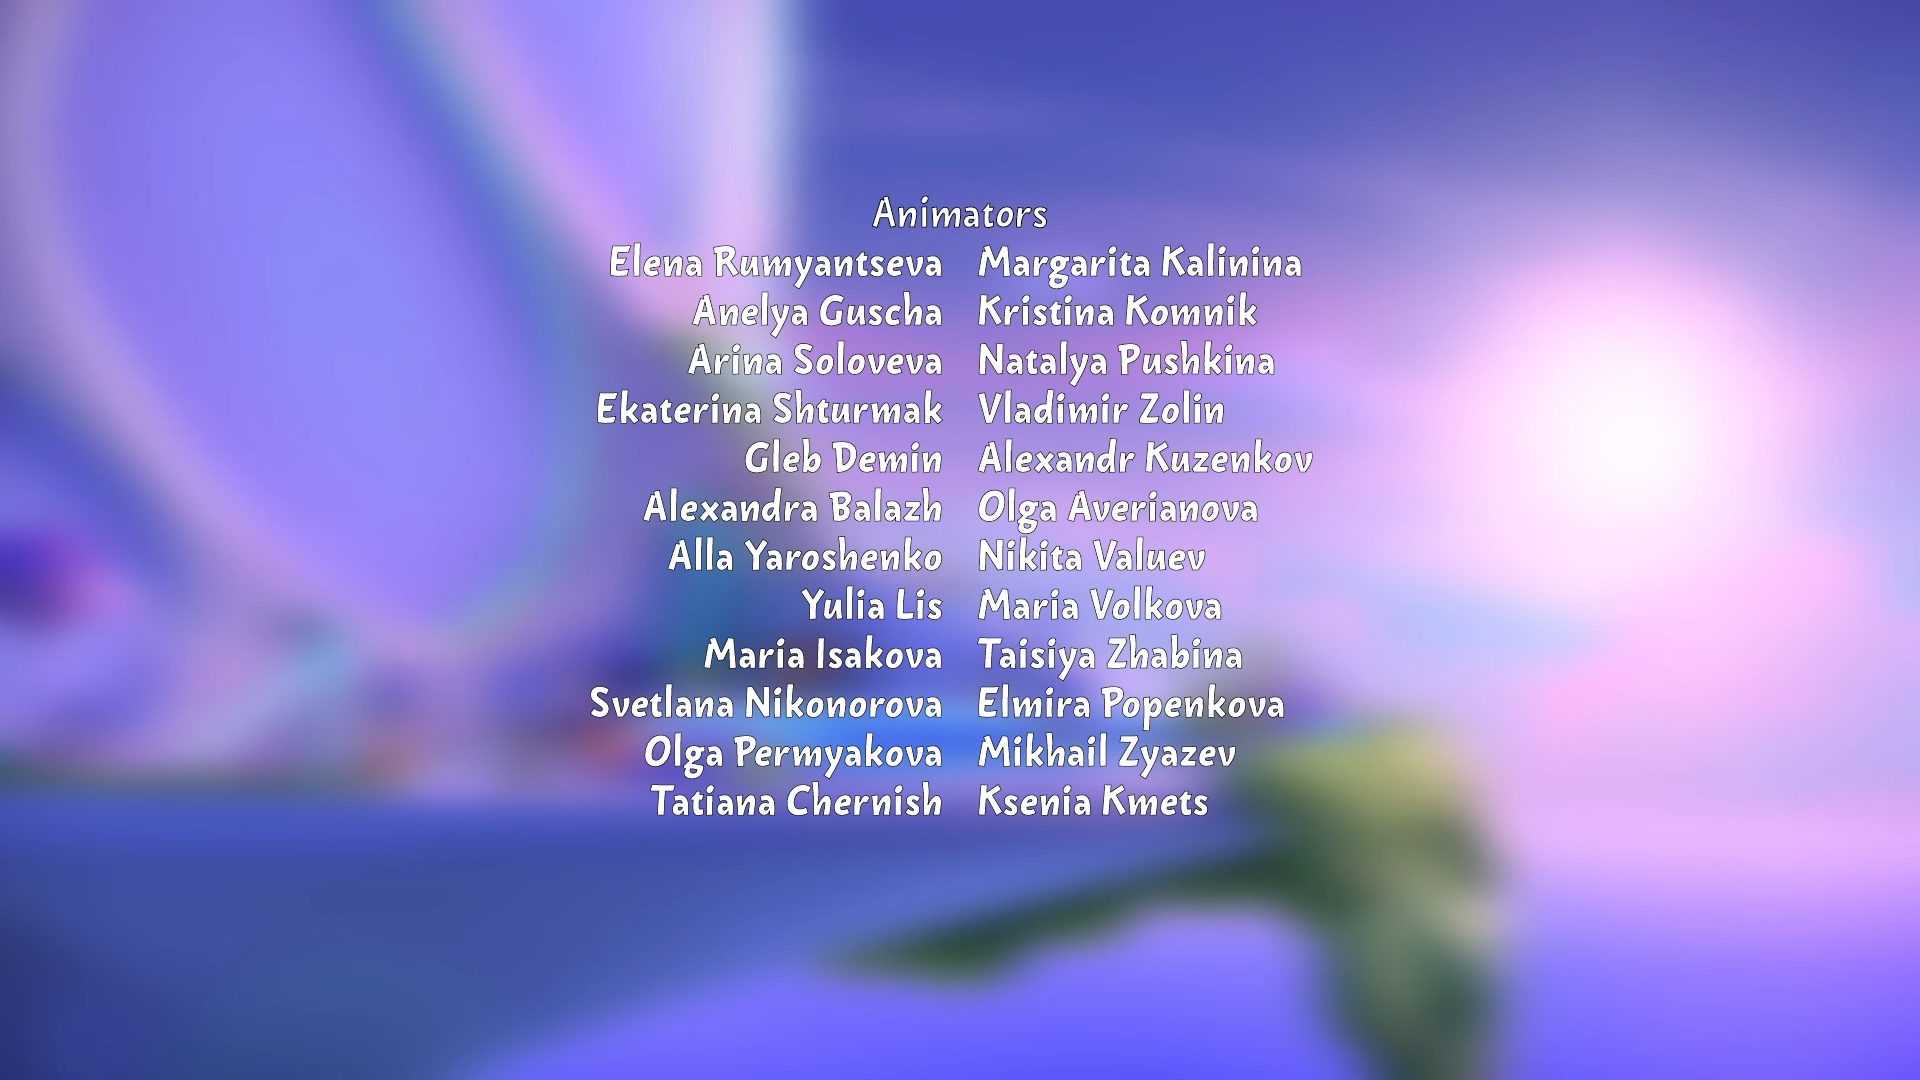 Animators
Elena Rumyantseva Margarita Kalinina
Anelya Guscha Kristina Komnik
Arina Soloveva Natalya Pushkina
Ekaterina Shturmak Vladimir Zolin
Gleb Demin Alexandr Kuzenkov
Alexandra Balazh Olga Averianova
Alla Yaroshenko Nikita Valuev
Yulia Lis Maria Volkova
Maria Isakova Taisiya Zhabina
Svetlana Nikonorova Elmira Popenkova
Olga Permyakova Mikhail Zyazev
Tatiana Chernish Ksenia Kmets